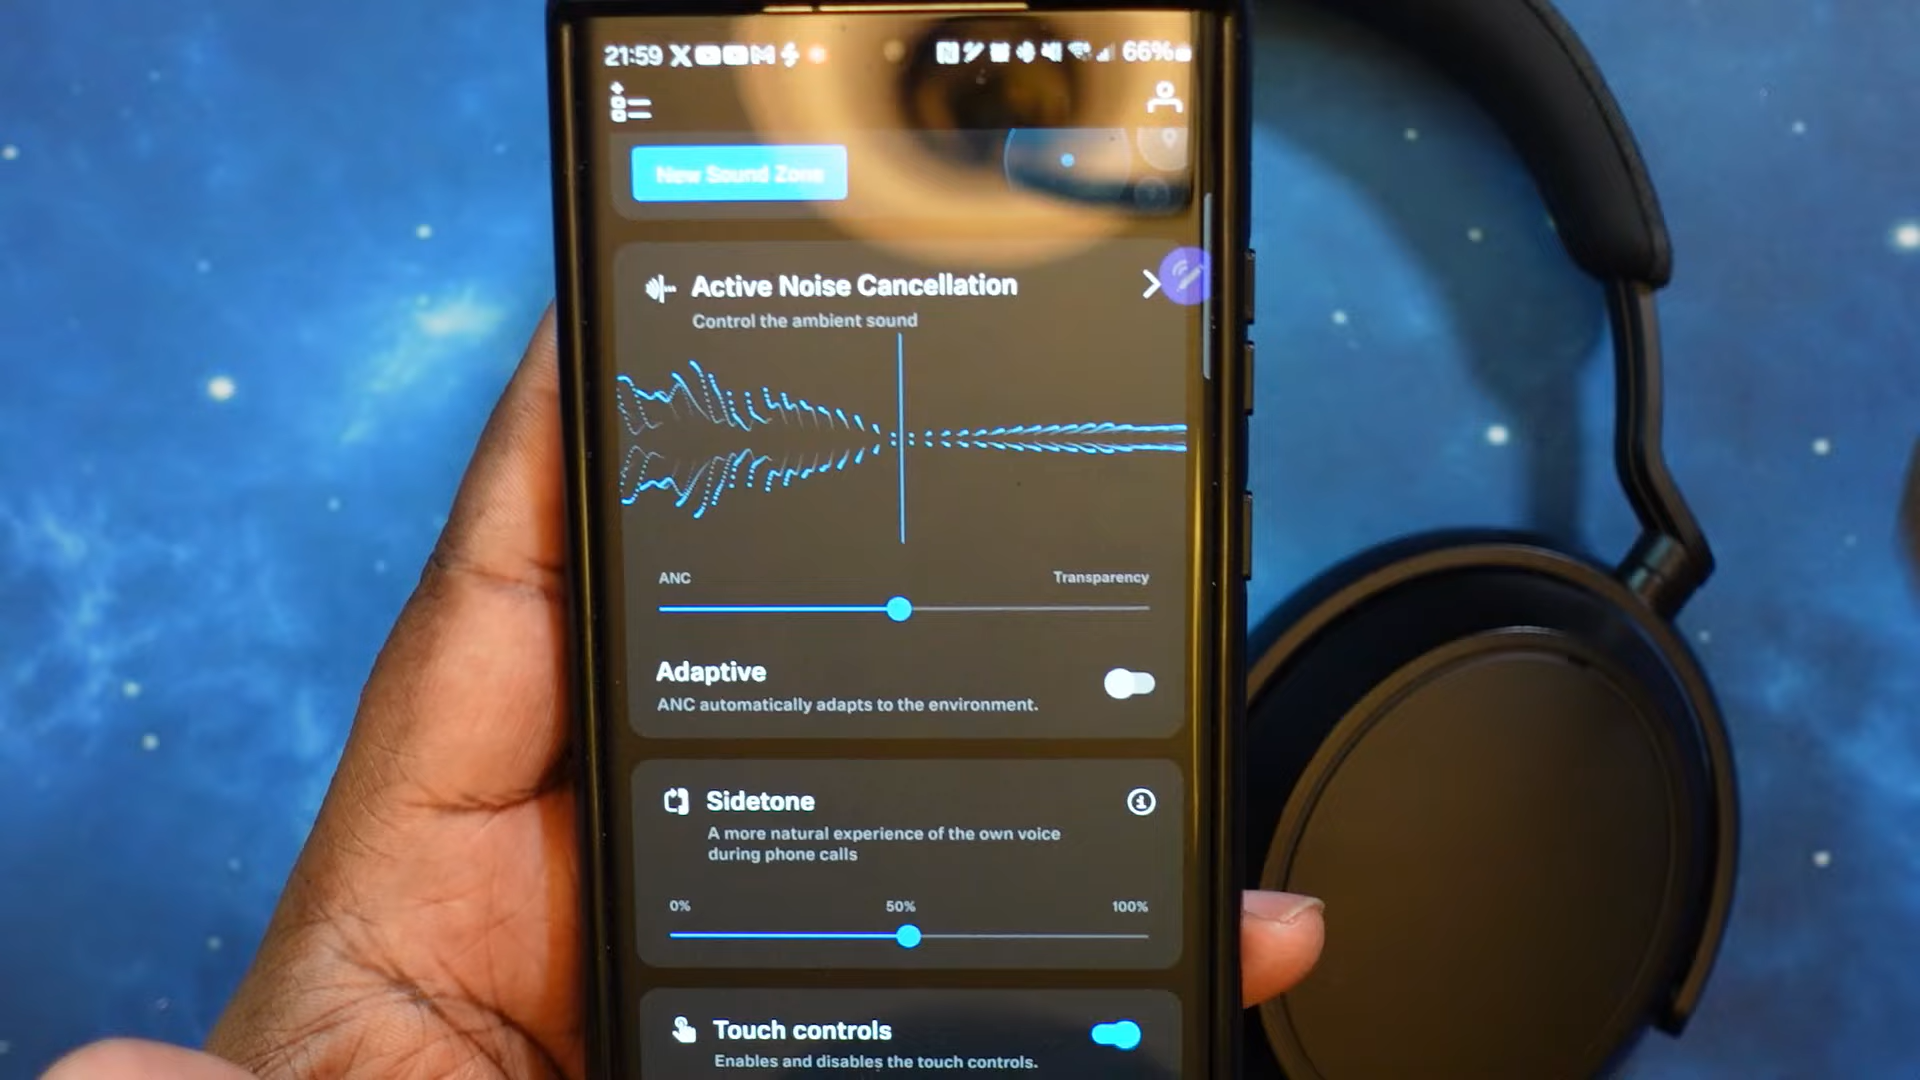 21:59
66%
New Sound Zone
Active Noise Cancellation
Control the ambient sound
ANC
Transparency
Adaptive
ANC automatically adapts to the environment.
Sidetone
A more natural experience of the own voice
during phone calls
0%
50%
100%
Touch controls
Enables and disables the touch controls.